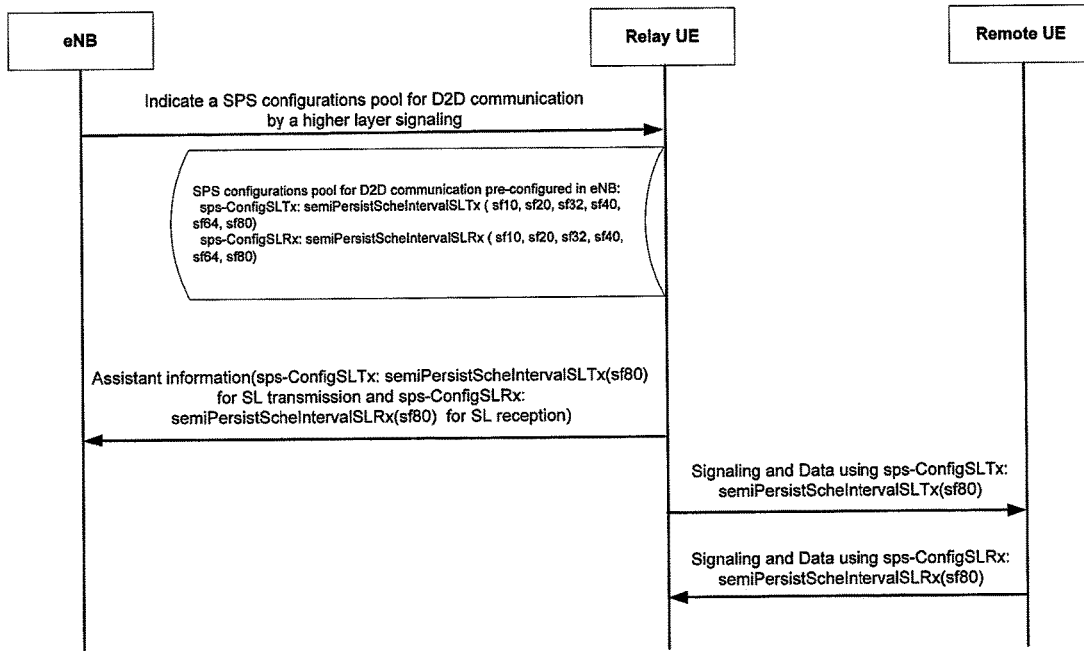 eNB
Relay UE
Remote UE
Indicate a SPS configurations pool for D2D communication
by a higher layer signaling
SPS configurations pool for D2D communication pre-configured in eNB:
sps-ConfigSLTx: semiPersistScheIntervalSLTx ( sf10, sf20, sf32, sf40,
sf64, sf80)
sps-ConfigSLRx: semiPersistScheIntervalSLRx ( sf10, sf20, sf32, sf40,
sf64, sf80)
Assistant information(sps-ConfigSLTx: semiPersistScheIntervalSLTx(sf80)
for SL transmission and sps-ConfigSLRx:
semiPersistScheIntervalSLRx(sf80) for SL reception)
Signaling and Data using sps-ConfigSLTx:
semiPersistScheIntervalSLTx(sf80)
Signaling and Data using sps-ConfigSLRx:
semiPersistScheIntervalSLRx(sf80)